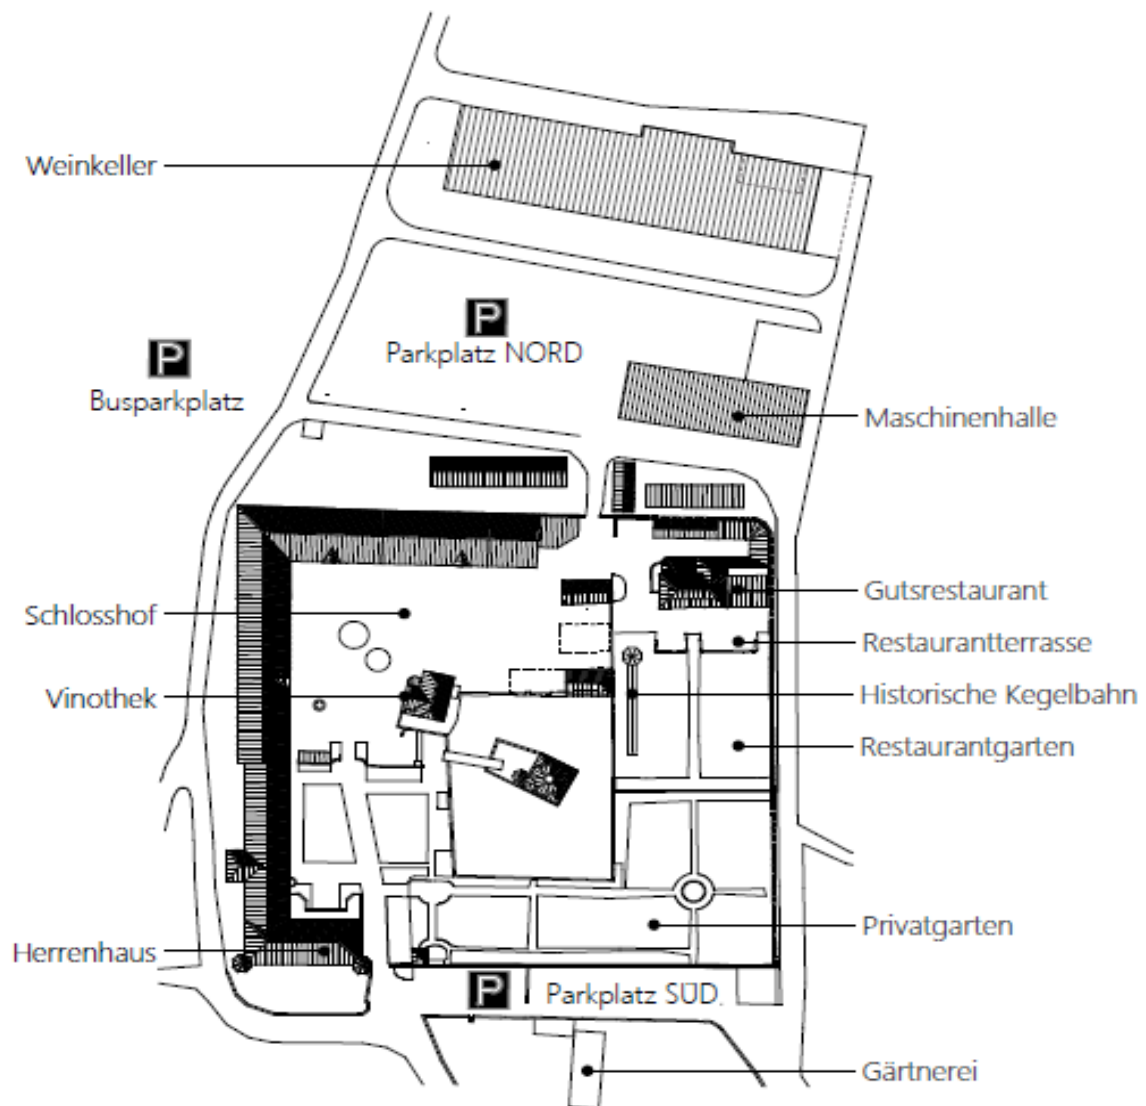 Weinkeller
P
Parkplatz NORD
P
Busparkplatz
Maschinenhalle
Gutsrestaurant
Schlosshof
Restaurantterrasse
Vinothek
Historische Kegelbahn
Restaurantgarten
Privatgarten
Herrenhaus
P
Parkplatz SÜD
Gärtnerei